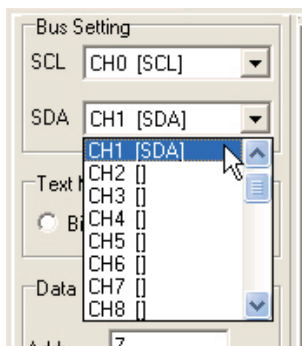 Bus Setting
SCL CH0 [SCL]
SDA CH1 [SDA]
CH1 [SDA]
CH2 []
CH3 []
CH4 []
CH5 []
CH6 []
CH7 []
CH8 []
Text
Data
7